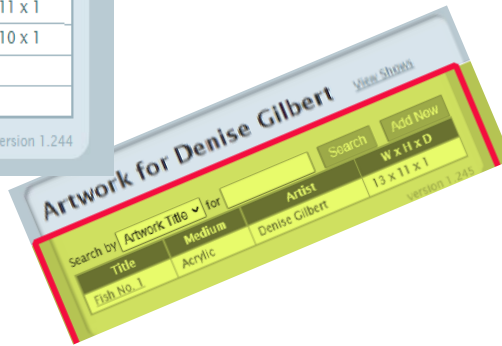 11 x 1
10 x 1
ersion 1.244
Artwork for Denise Gilbert View Shows
Search by Artwork Title for Search Add New
Title Medium Artist W x H x D
Fish No. 1 Acrylic Denise Gilbert 13 x 11 x 1
version 1.245